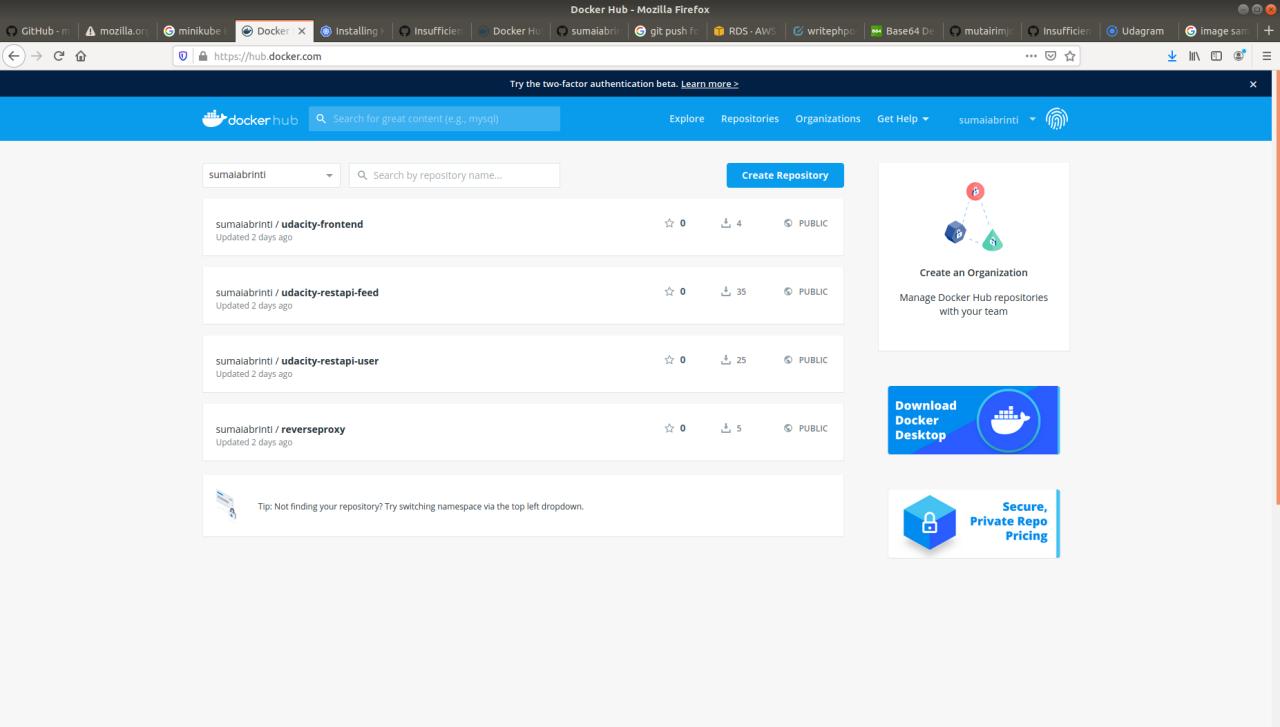 Docker Hub - Mozilla Firefox
GitHub - m
mozilla.or
minikube
Docker
Installing
Insufficien
Docker Hu
sumaiabrin
git push fo
RDS · AWS
writephpo
Base64 De
mutairimj
Insufficien
Udagram
image sam
https://hub.docker.com
Try the two-factor authentication beta. Learn more >
dockerhub
Search for great content (e.g., mysql)
Explore
Repositories
Organizations
Get Help
sumaiabrinti
sumaiabrinti
Search by repository name...
Create Repository
sumaiabrinti / udacity-frontend
Updated 2 days ago
0
4
PUBLIC
sumaiabrinti / udacity-restapi-feed
Updated 2 days ago
0
35
PUBLIC
sumaiabrinti / udacity-restapi-user
Updated 2 days ago
0
25
PUBLIC
sumaiabrinti / reverseproxy
Updated 2 days ago
0
5
PUBLIC
Tip: Not finding your repository? Try switching namespace via the top left dropdown.
Create an Organization
Manage Docker Hub repositories
with your team
Download
Docker
Desktop
Secure,
Private Repo
Pricing